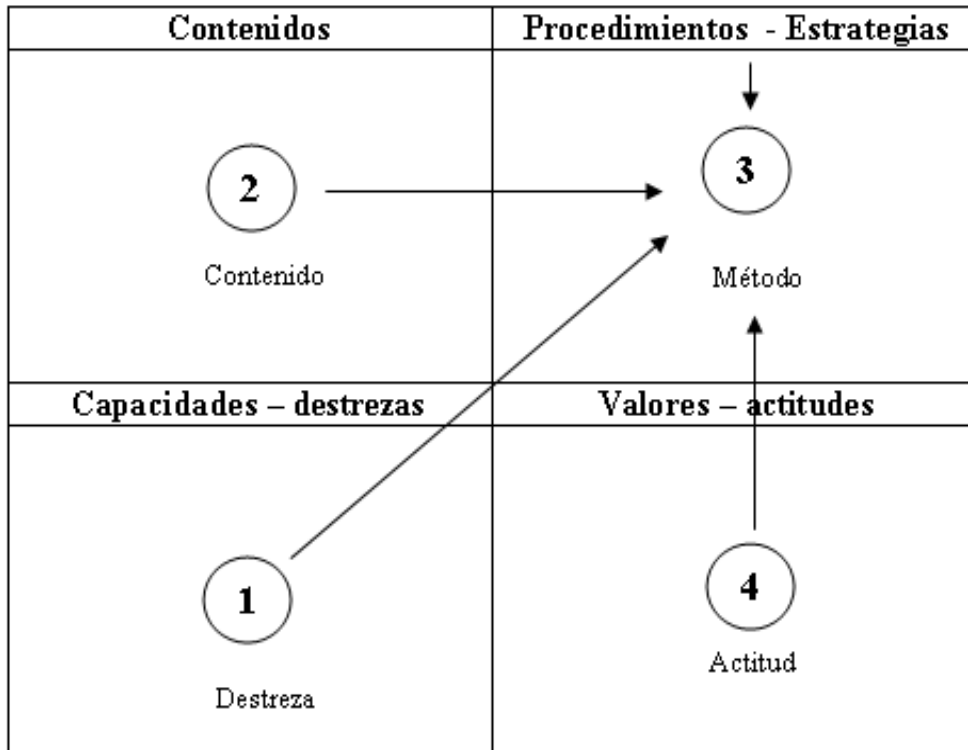 Contenidos
Procedimientos - Estrategias
2
Contenido
3
Método
Capacidades – destrezas
Valores – actitudes
1
Destreza
4
Actitud